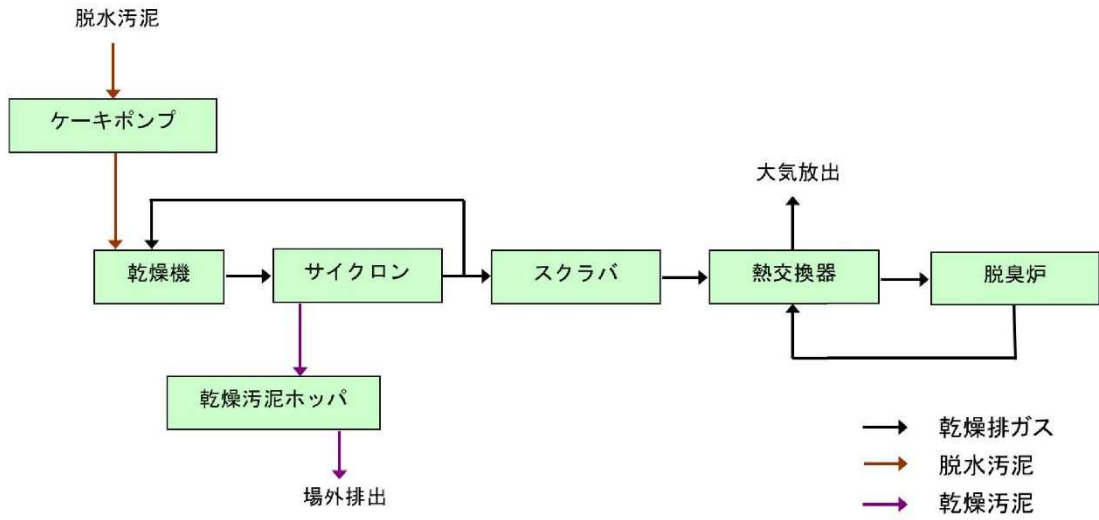 脱水汚泥
ケーキポンプ
大気放出
乾燥機
サイクロン
スクラバ
熱交換器
脱臭炉
乾燥汚泥ホッパ
場外排出
乾燥排ガス
脱水汚泥
乾燥汚泥